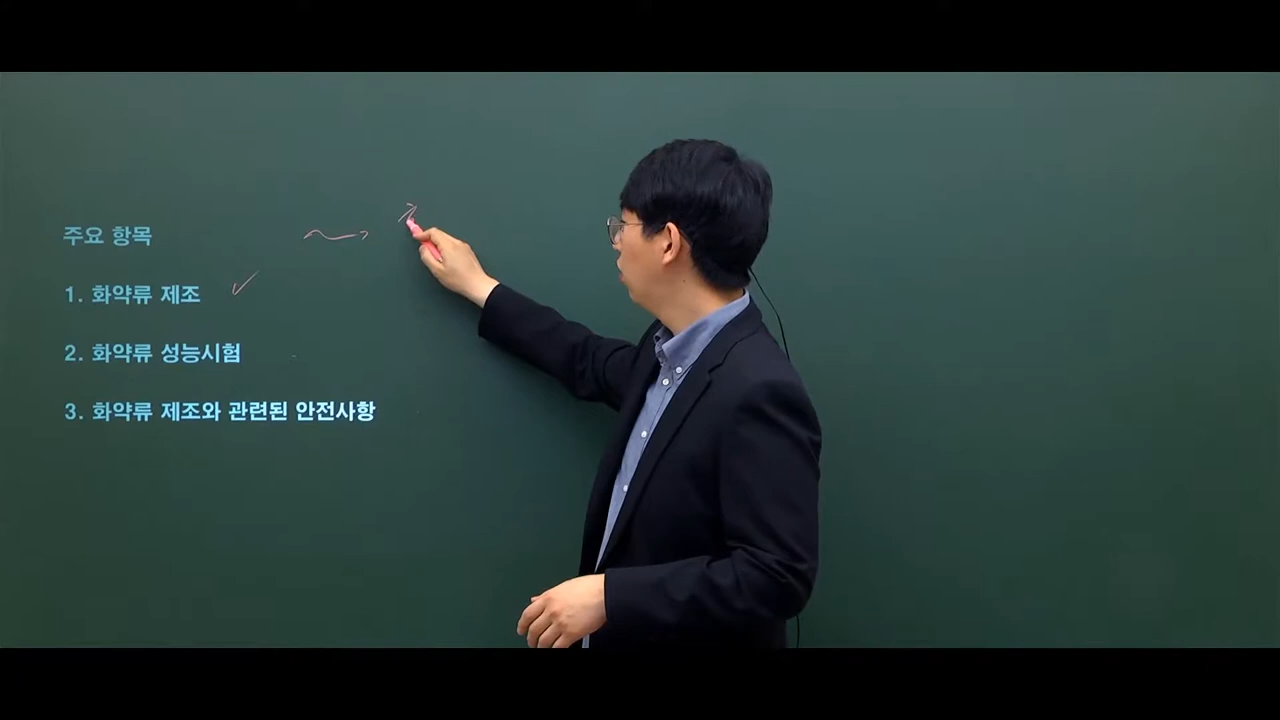 주요 항목
1. 화약류 제조
2. 화약류 성능시험
3. 화약류 제조와 관련된 안전사항